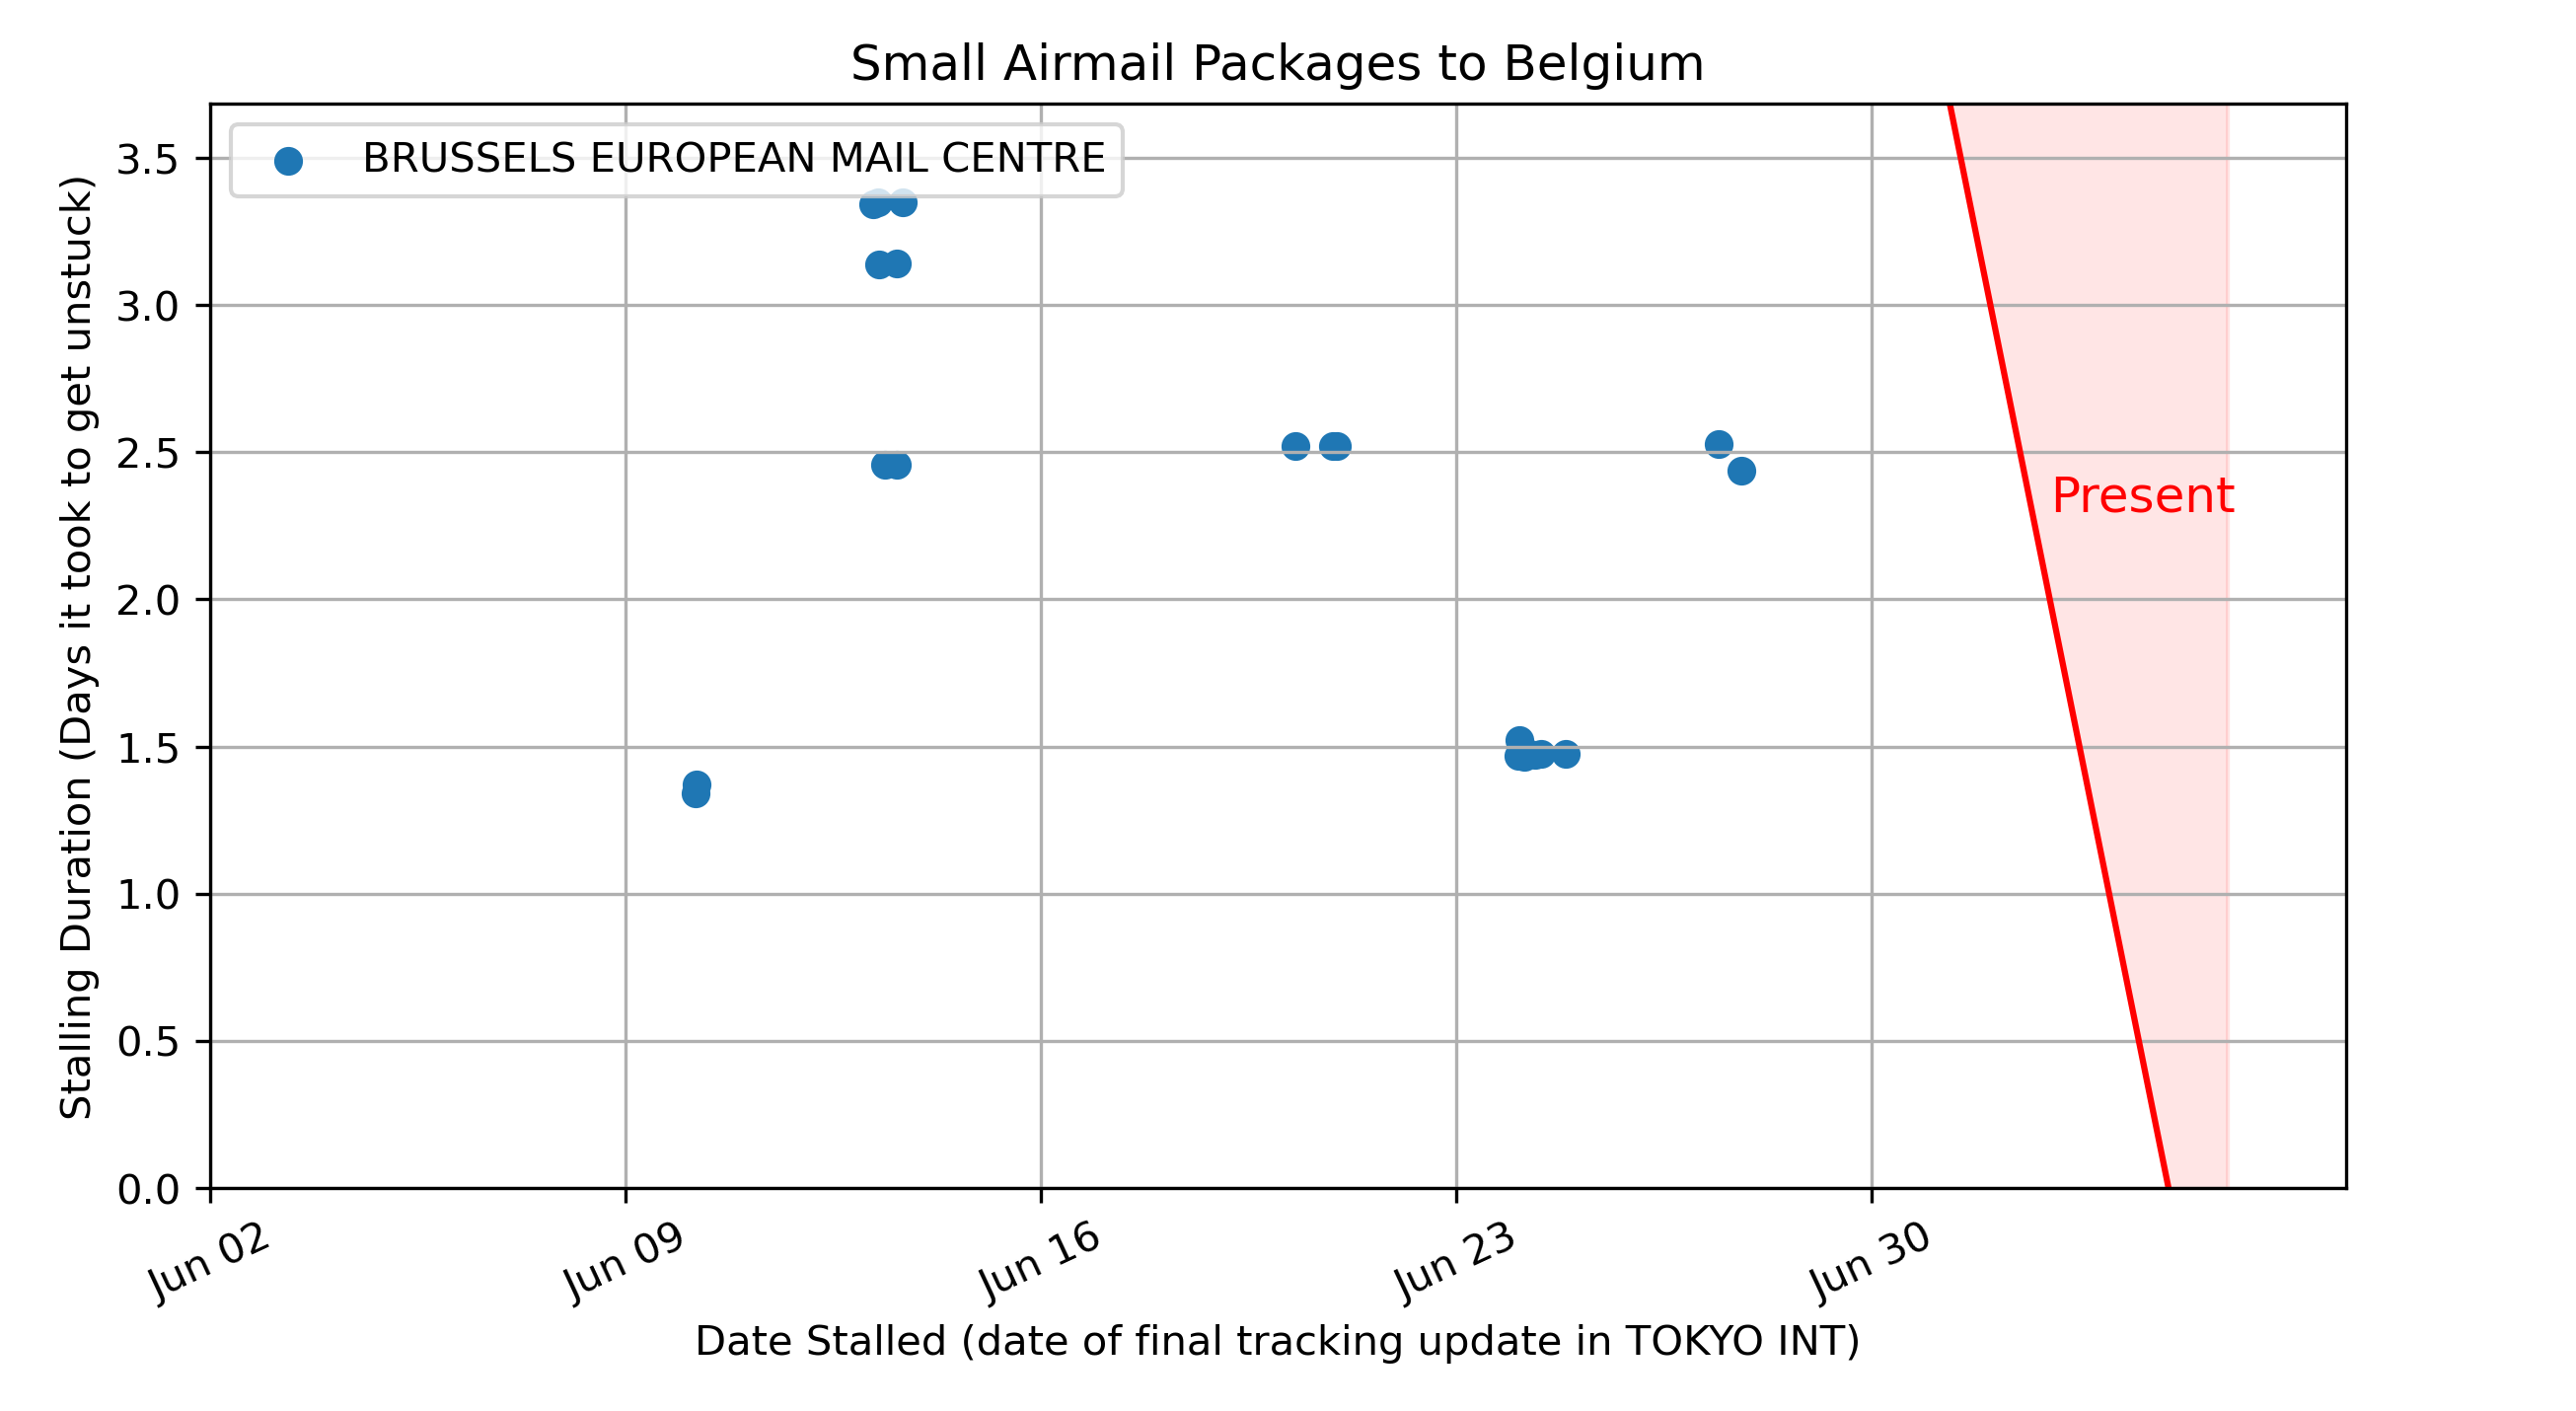 Small Airmail Packages to Belgium
BRUSSELS EUROPEAN MAIL CENTRE
Stalling Duration (Days it took to get unstuck)
3.5
3.0
2.5
2.0
1.5
1.0
0.5
0.0
Present
Jun 02
Jun 09
Jun 16
Jun 23
Jun 30
Date Stalled (date of final tracking update in TOKYO INT)